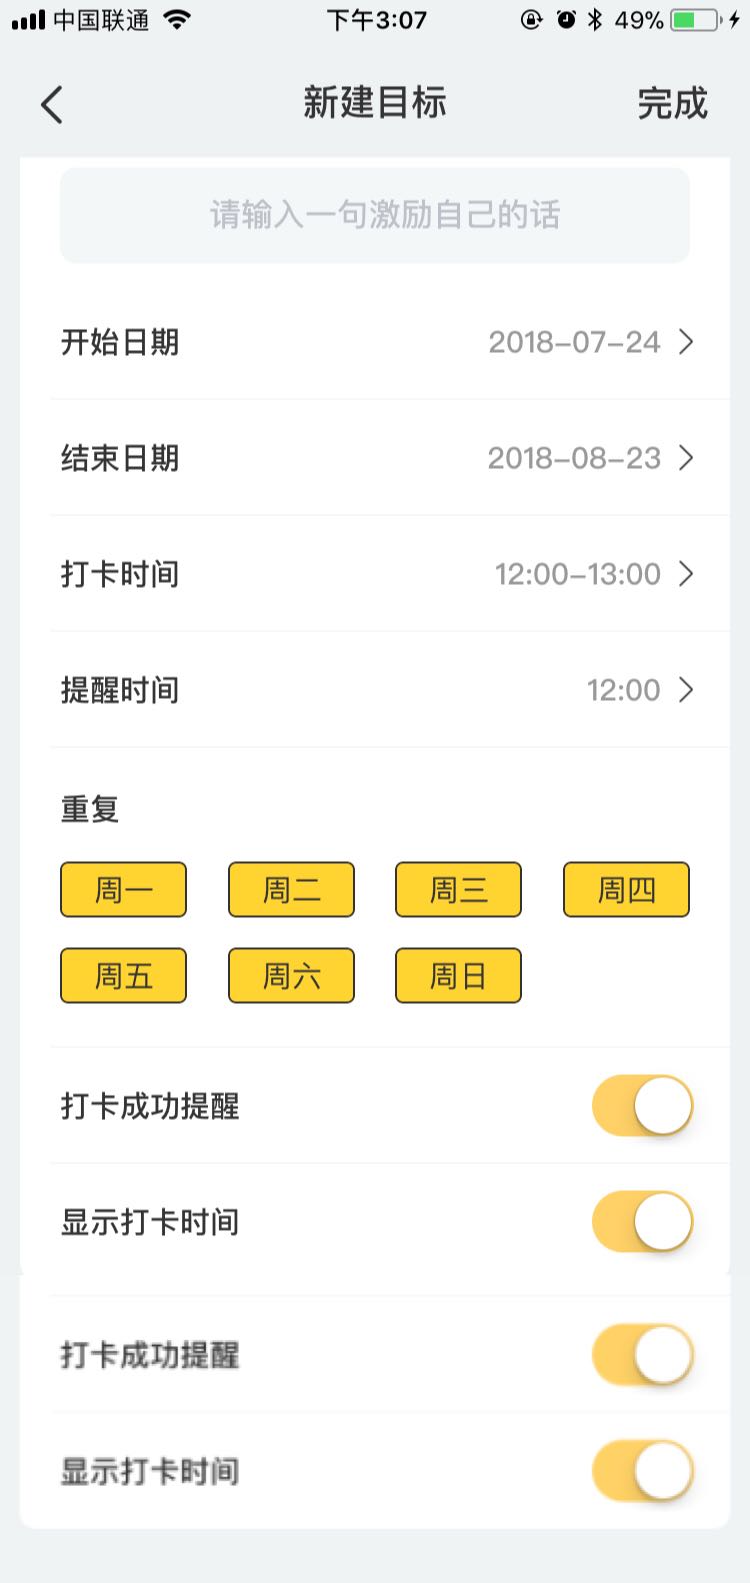 中国联通 下午3:07 49%
新建目标 完成
请输入一句激励自己的话
开始日期 2018-07-24
结束日期 2018-08-23
打卡时间 12:00-13:00
提醒时间 12:00
重复
周一 周二 周三 周四
周五 周六 周日
打卡成功提醒
显示打卡时间
打卡成功提醒
显示打卡时间